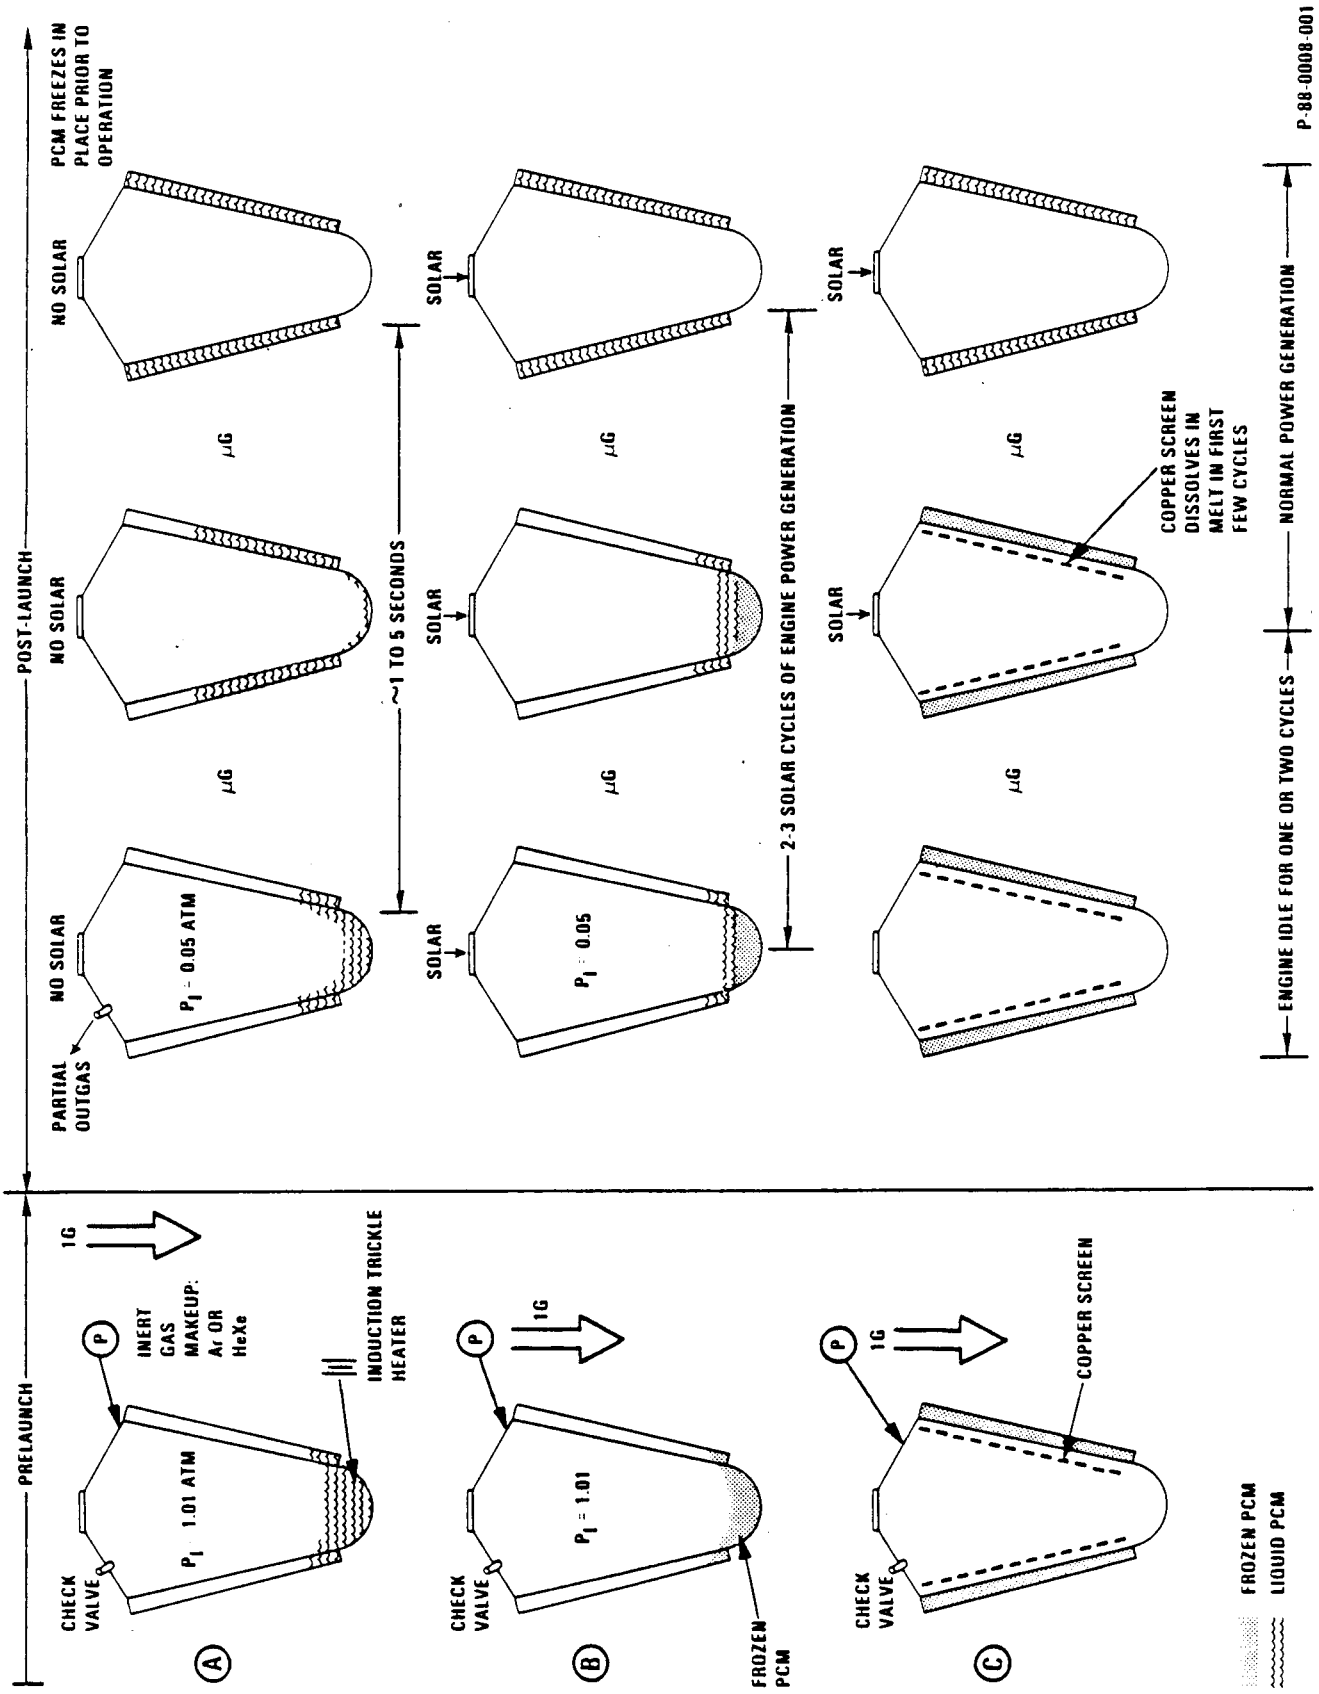 PRELAUNCH
POST-LAUNCH
A
CHECK
VALVE
P_I = 1.01 ATM
P
INERT
GAS
MAKEUP:
Ar OR
HeXe
1G
INDUCTION TRICKLE
HEATER
PARTIAL
OUTGAS
NO SOLAR
P_I = 0.05 ATM
µG
NO SOLAR
µG
NO SOLAR
PCM FREEZES IN
PLACE PRIOR TO
OPERATION
~1 TO 5 SECONDS
B
CHECK
VALVE
P_I = 1.01
P
1G
FROZEN
PCM
SOLAR
P_I = 0.05
µG
SOLAR
µG
SOLAR
2-3 SOLAR CYCLES OF ENGINE POWER GENERATION
C
CHECK
VALVE
P
1G
COPPER SCREEN
µG
SOLAR
µG
SOLAR
COPPER SCREEN
DISSOLVES IN
MELT IN FIRST
FEW CYCLES
ENGINE IDLE FOR ONE OR TWO CYCLES
NORMAL POWER GENERATION
FROZEN PCM
LIQUID PCM
P-88-0008-001